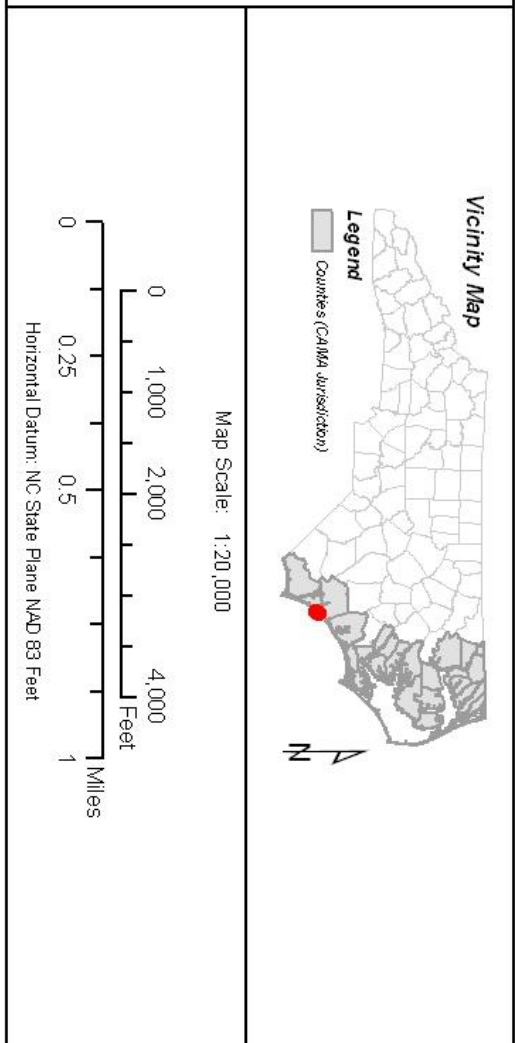 Vicinity Map
Legend
Counties (CAMA Jurisdiction)
N
Map Scale: 1:20,000
0 1,000 2,000 4,000
Feet
0 0.25 0.5 1
Miles
Horizontal Datum: NC State Plane NAD 83 Feet